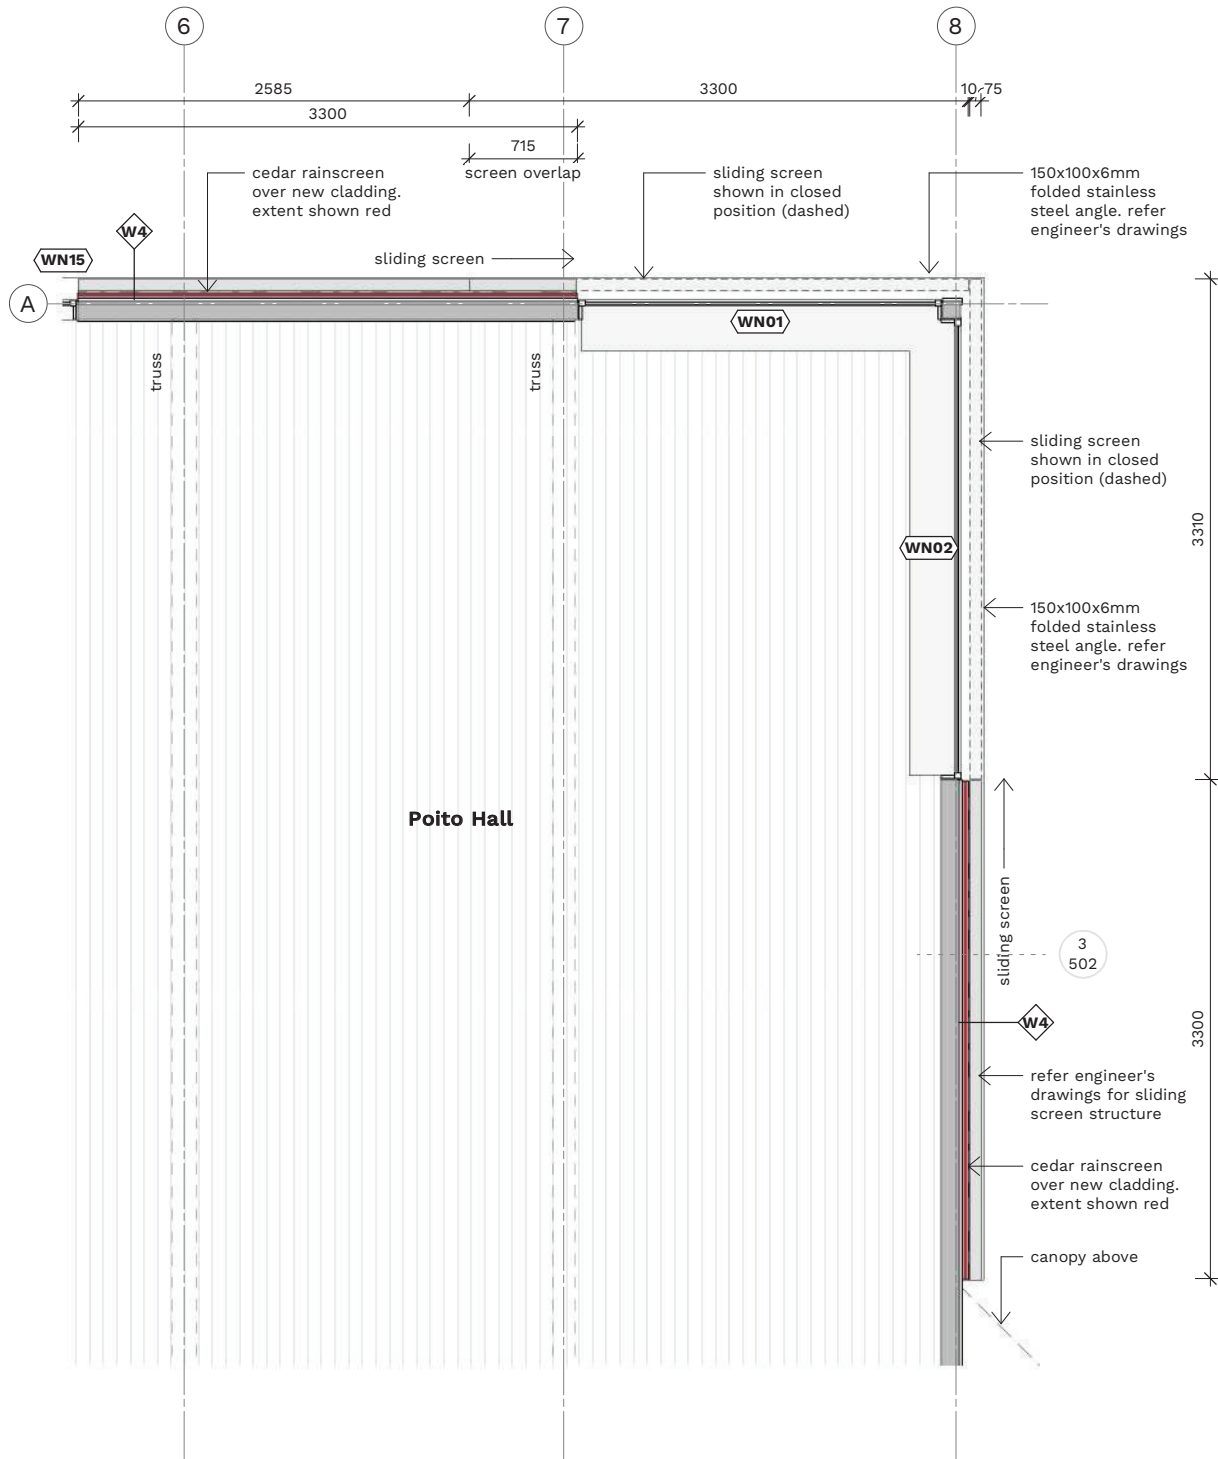 6
7
8
2585
3300
10
75
3300
715
screen overlap
cedar rainscreen
over new cladding.
extent shown red
sliding screen
shown in closed
position (dashed)
150x100x6mm
folded stainless
steel angle. refer
engineer's drawings
W4
WN15
sliding screen
A
WN01
truss
truss
sliding screen
shown in closed
position (dashed)
3310
WN02
150x100x6mm
folded stainless
steel angle. refer
engineer's drawings
Poito Hall
sliding screen
3
502
W4
3300
refer engineer's
drawings for sliding
screen structure
cedar rainscreen
over new cladding.
extent shown red
canopy above